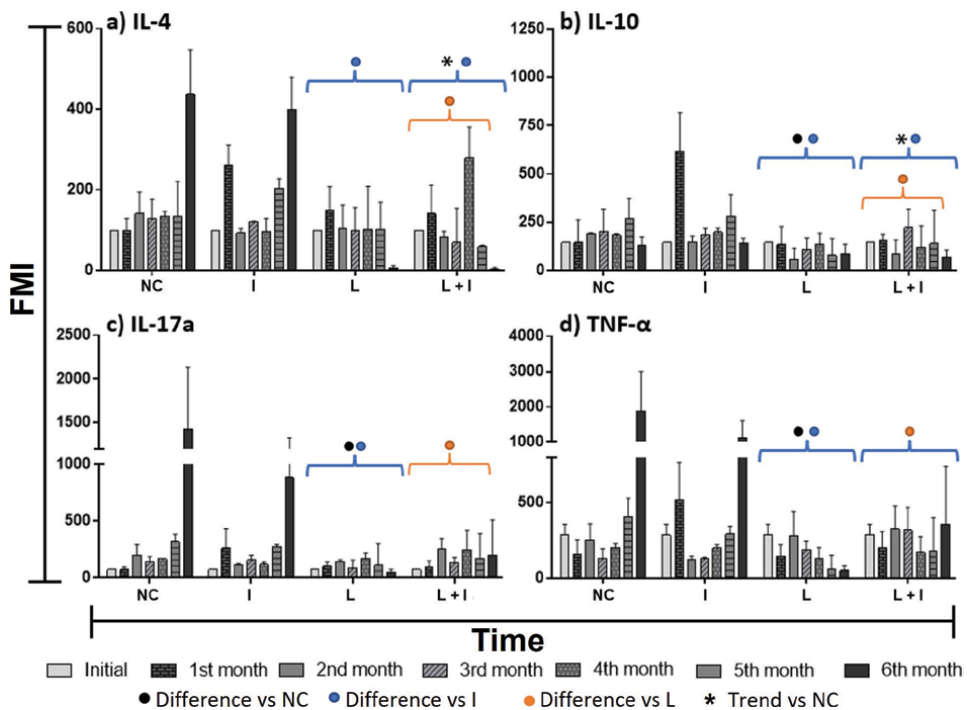 a) IL-4
b) IL-10
600
400
200
0
NC
I
L
L + I
* 
1250
1000
750
500
250
0
NC
I
L
L + I
*
FMI
c) IL-17a
d) TNF-α
2500
2000
1500
1000
500
0
NC
I
L
L + I
4000
3000
2000
1000
500
0
NC
I
L
L + I
Time
Initial 1st month 2nd month 3rd month 4th month 5th month 6th month
Difference vs NC Difference vs I Difference vs L * Trend vs NC